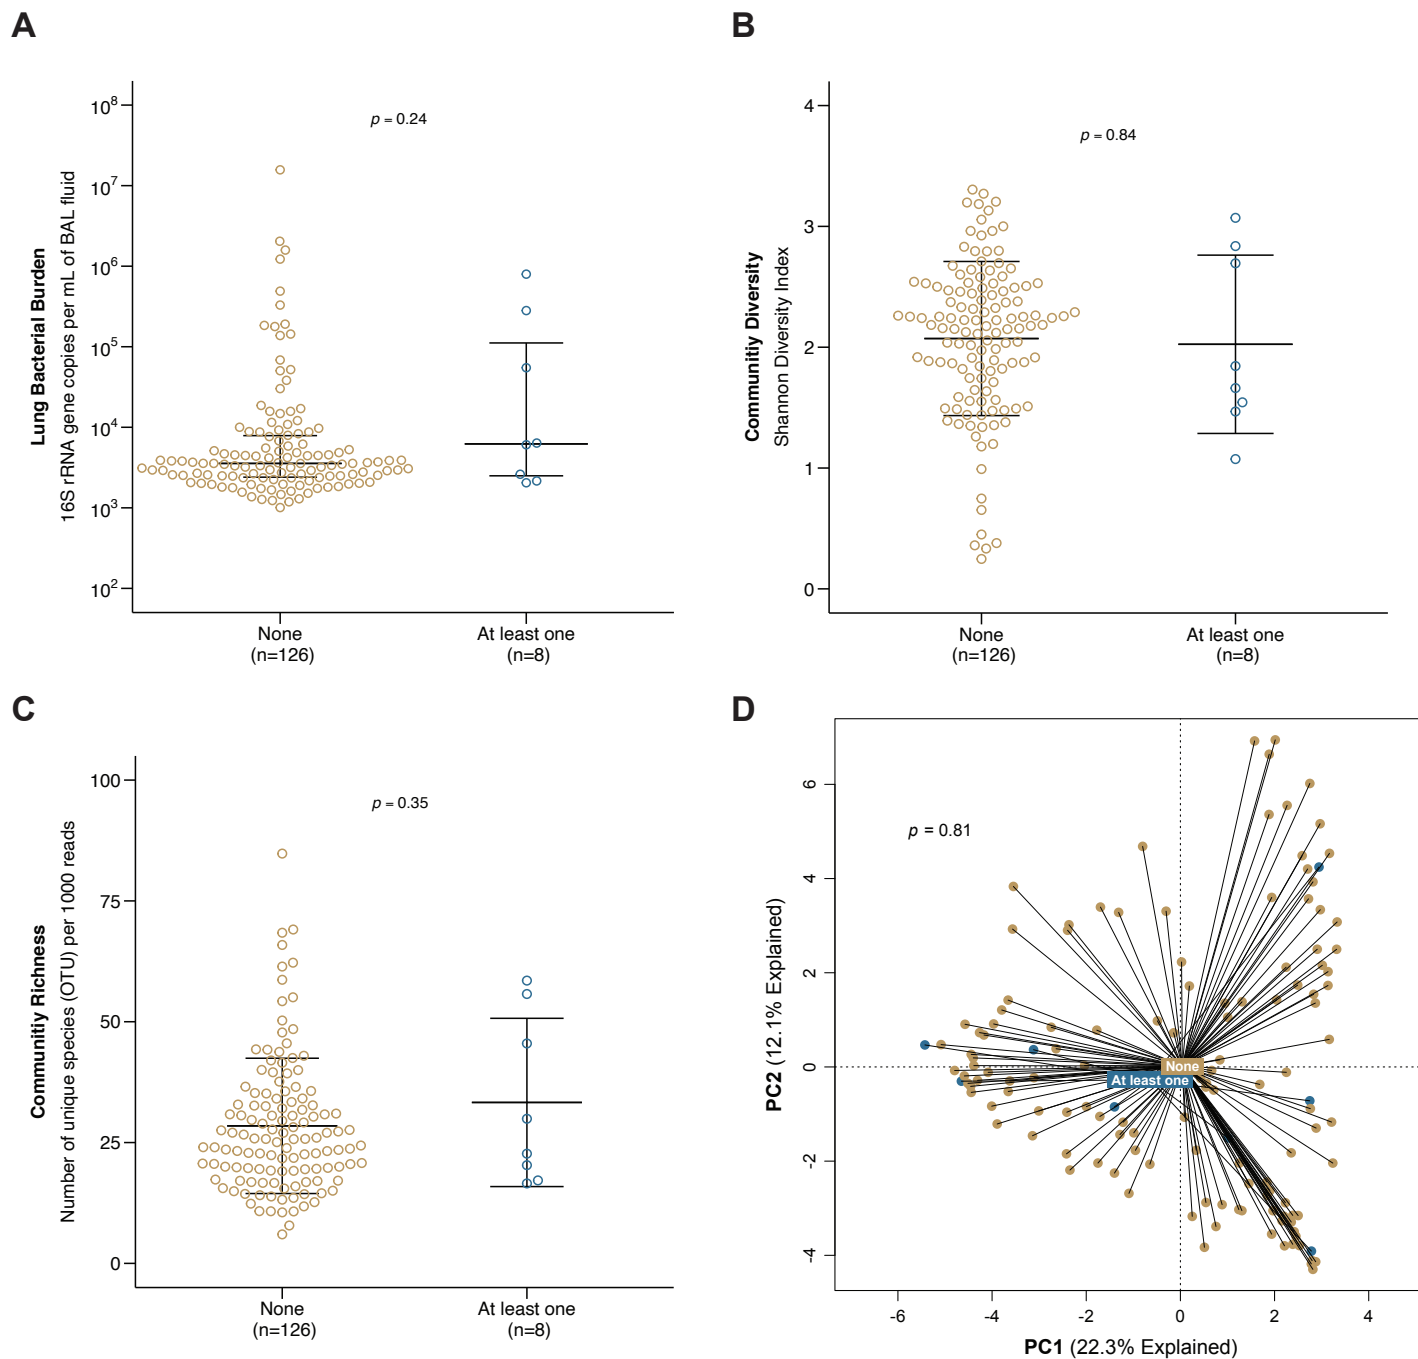 A
Lung Bacterial Burden
16S rRNA gene copies per mL of BAL fluid
10^8
10^7
10^6
10^5
10^4
10^3
10^2
p = 0.24
None
(n=126)
At least one
(n=8)
B
Communitiy Diversity
Shannon Diversity Index
4
3
2
1
0
p = 0.84
None
(n=126)
At least one
(n=8)
C
Communitiy Richness
Number of unique species (OTU) per 1000 reads
100
75
50
25
0
p = 0.35
None
(n=126)
At least one
(n=8)
D
PC2 (12.1% Explained)
6
4
2
0
-2
-4
p = 0.81
None
At least one
-6
-4
-2
0
2
4
PC1 (22.3% Explained)